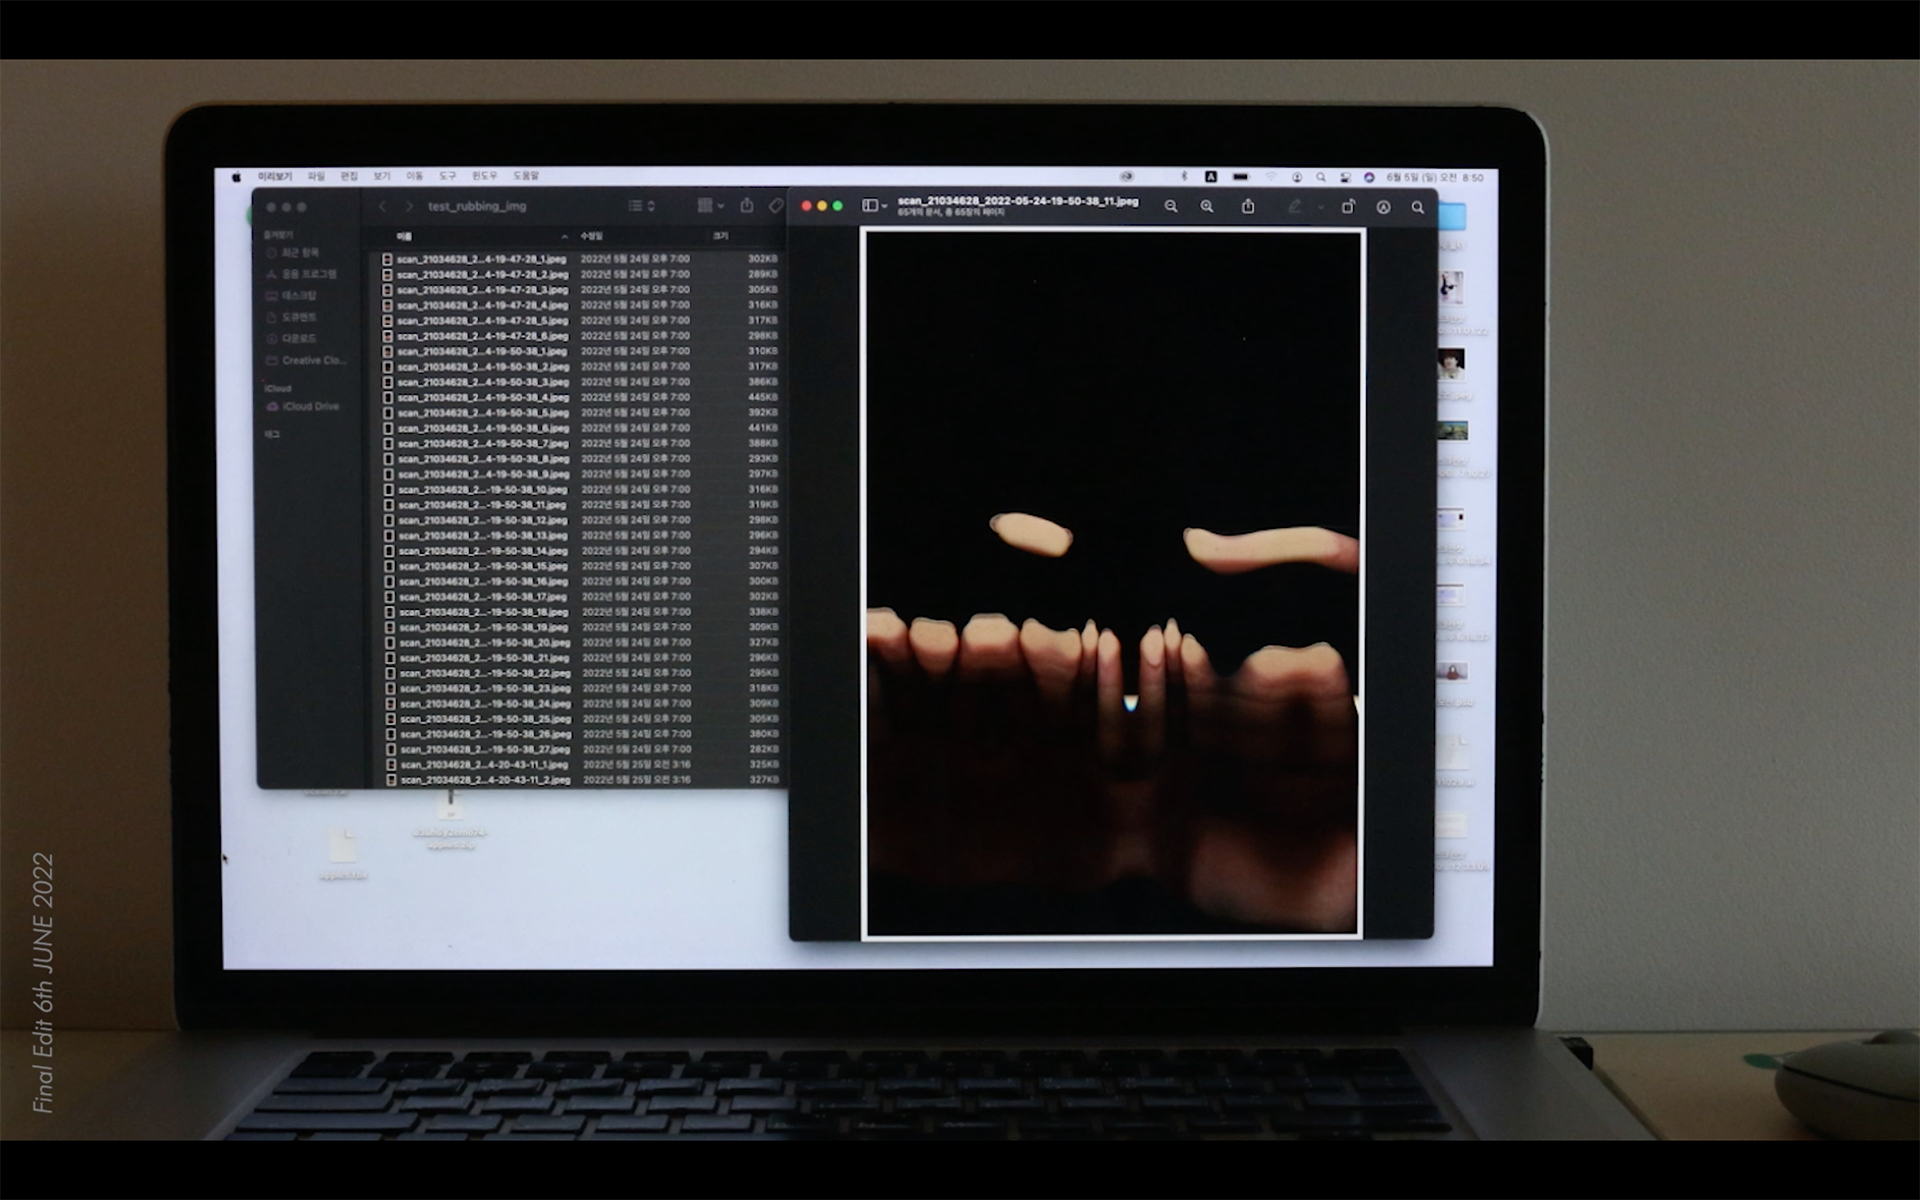 미리보기 파일 편집 보기 이동 도구 윈도우 도움말
A 6월 5일 (일) 오전 8:50
test_rubbing_img
scan_21034628_2022-05-24-19-50-38_11.jpeg
65개의 문서, 총 65장의 페이지
즐겨찾기
최근 항목
응용 프로그램
데스크탑
도큐멘트
다운로드
Creative Clo...
iCloud
iCloud Drive
태그
이름 수정일 크기
scan_21034628_2...4-19-47-28_1.jpeg 2022년 5월 24일 오후 7:00 302KB
scan_21034628_2...4-19-47-28_2.jpeg 2022년 5월 24일 오후 7:00 289KB
scan_21034628_2...4-19-47-28_3.jpeg 2022년 5월 24일 오후 7:00 305KB
scan_21034628_2...4-19-47-28_4.jpeg 2022년 5월 24일 오후 7:00 316KB
scan_21034628_2...4-19-47-28_5.jpeg 2022년 5월 24일 오후 7:00 317KB
scan_21034628_2...4-19-47-28_6.jpeg 2022년 5월 24일 오후 7:00 298KB
scan_21034628_2...4-19-50-38_1.jpeg 2022년 5월 24일 오후 7:00 310KB
scan_21034628_2...4-19-50-38_2.jpeg 2022년 5월 24일 오후 7:00 317KB
scan_21034628_2...4-19-50-38_3.jpeg 2022년 5월 24일 오후 7:00 386KB
scan_21034628_2...4-19-50-38_4.jpeg 2022년 5월 24일 오후 7:00 445KB
scan_21034628_2...4-19-50-38_5.jpeg 2022년 5월 24일 오후 7:00 392KB
scan_21034628_2...4-19-50-38_6.jpeg 2022년 5월 24일 오후 7:00 441KB
scan_21034628_2...4-19-50-38_7.jpeg 2022년 5월 24일 오후 7:00 388KB
scan_21034628_2...4-19-50-38_8.jpeg 2022년 5월 24일 오후 7:00 293KB
scan_21034628_2...4-19-50-38_9.jpeg 2022년 5월 24일 오후 7:00 297KB
scan_21034628_2...-19-50-38_10.jpeg 2022년 5월 24일 오후 7:00 316KB
scan_21034628_2...-19-50-38_11.jpeg 2022년 5월 24일 오후 7:00 319KB
scan_21034628_2...-19-50-38_12.jpeg 2022년 5월 24일 오후 7:00 298KB
scan_21034628_2...-19-50-38_13.jpeg 2022년 5월 24일 오후 7:00 296KB
scan_21034628_2...-19-50-38_14.jpeg 2022년 5월 24일 오후 7:00 294KB
scan_21034628_2...-19-50-38_15.jpeg 2022년 5월 24일 오후 7:00 307KB
scan_21034628_2...-19-50-38_16.jpeg 2022년 5월 24일 오후 7:00 300KB
scan_21034628_2...-19-50-38_17.jpeg 2022년 5월 24일 오후 7:00 302KB
scan_21034628_2...-19-50-38_18.jpeg 2022년 5월 24일 오후 7:00 338KB
scan_21034628_2...-19-50-38_19.jpeg 2022년 5월 24일 오후 7:00 309KB
scan_21034628_2...-19-50-38_20.jpeg 2022년 5월 24일 오후 7:00 327KB
scan_21034628_2...-19-50-38_21.jpeg 2022년 5월 24일 오후 7:00 296KB
scan_21034628_2...-19-50-38_22.jpeg 2022년 5월 24일 오후 7:00 295KB
scan_21034628_2...-19-50-38_23.jpeg 2022년 5월 24일 오후 7:00 318KB
scan_21034628_2...-19-50-38_24.jpeg 2022년 5월 24일 오후 7:00 309KB
scan_21034628_2...-19-50-38_25.jpeg 2022년 5월 24일 오후 7:00 305KB
scan_21034628_2...-19-50-38_26.jpeg 2022년 5월 24일 오후 7:00 380KB
scan_21034628_2...-19-50-38_27.jpeg 2022년 5월 24일 오후 7:00 282KB
scan_21034628_2...4-20-43-11_1.jpeg 2022년 5월 25일 오전 3:16 325KB
scan_21034628_2...4-20-43-11_2.jpeg 2022년 5월 25일 오전 3:16 327KB
Final Edit 6th JUNE 2022